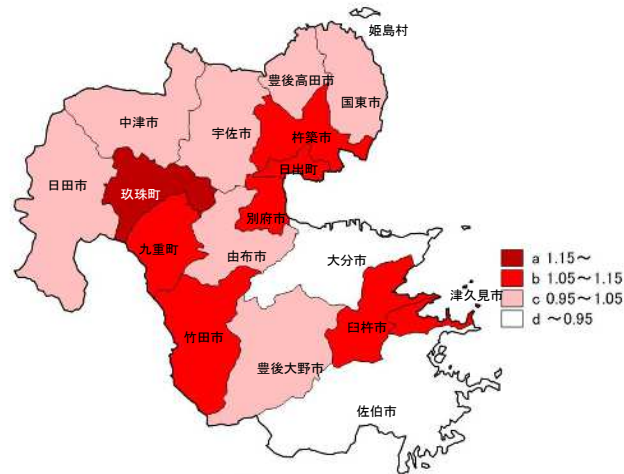 姫島村
豊後高田市
国東市
中津市
宇佐市
杵築市
日出町
日田市
玖珠町
別府市
九重町
由布市
大分市
a 1.15～
b 1.05～1.15
c 0.95～1.05
d ～0.95
津久見市
竹田市
臼杵市
豊後大野市
佐伯市